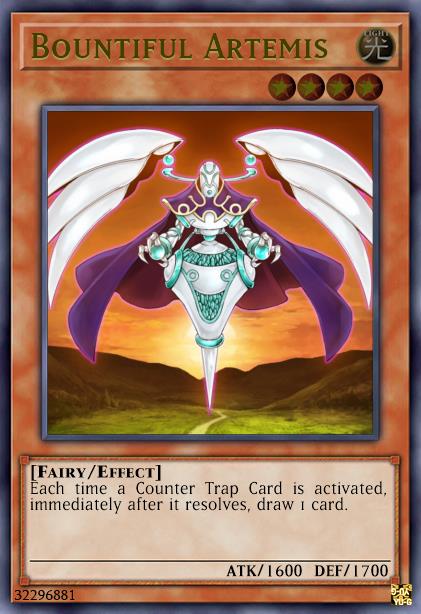 Bountiful Artemis
LIGHT
光
[Fairy/Effect]
Each time a Counter Trap Card is activated,
immediately after it resolves, draw 1 card.
ATK/1600 DEF/1700
32296881